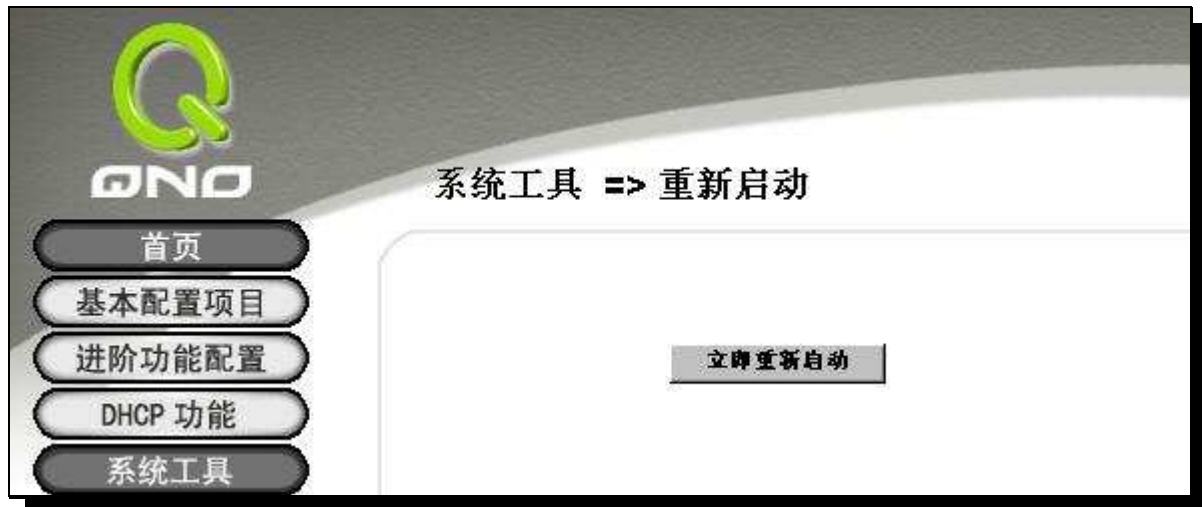 QNO
系统工具 => 重新启动
首页
基本配置项目
进阶功能配置
DHCP 功能
系统工具
立即重新启动